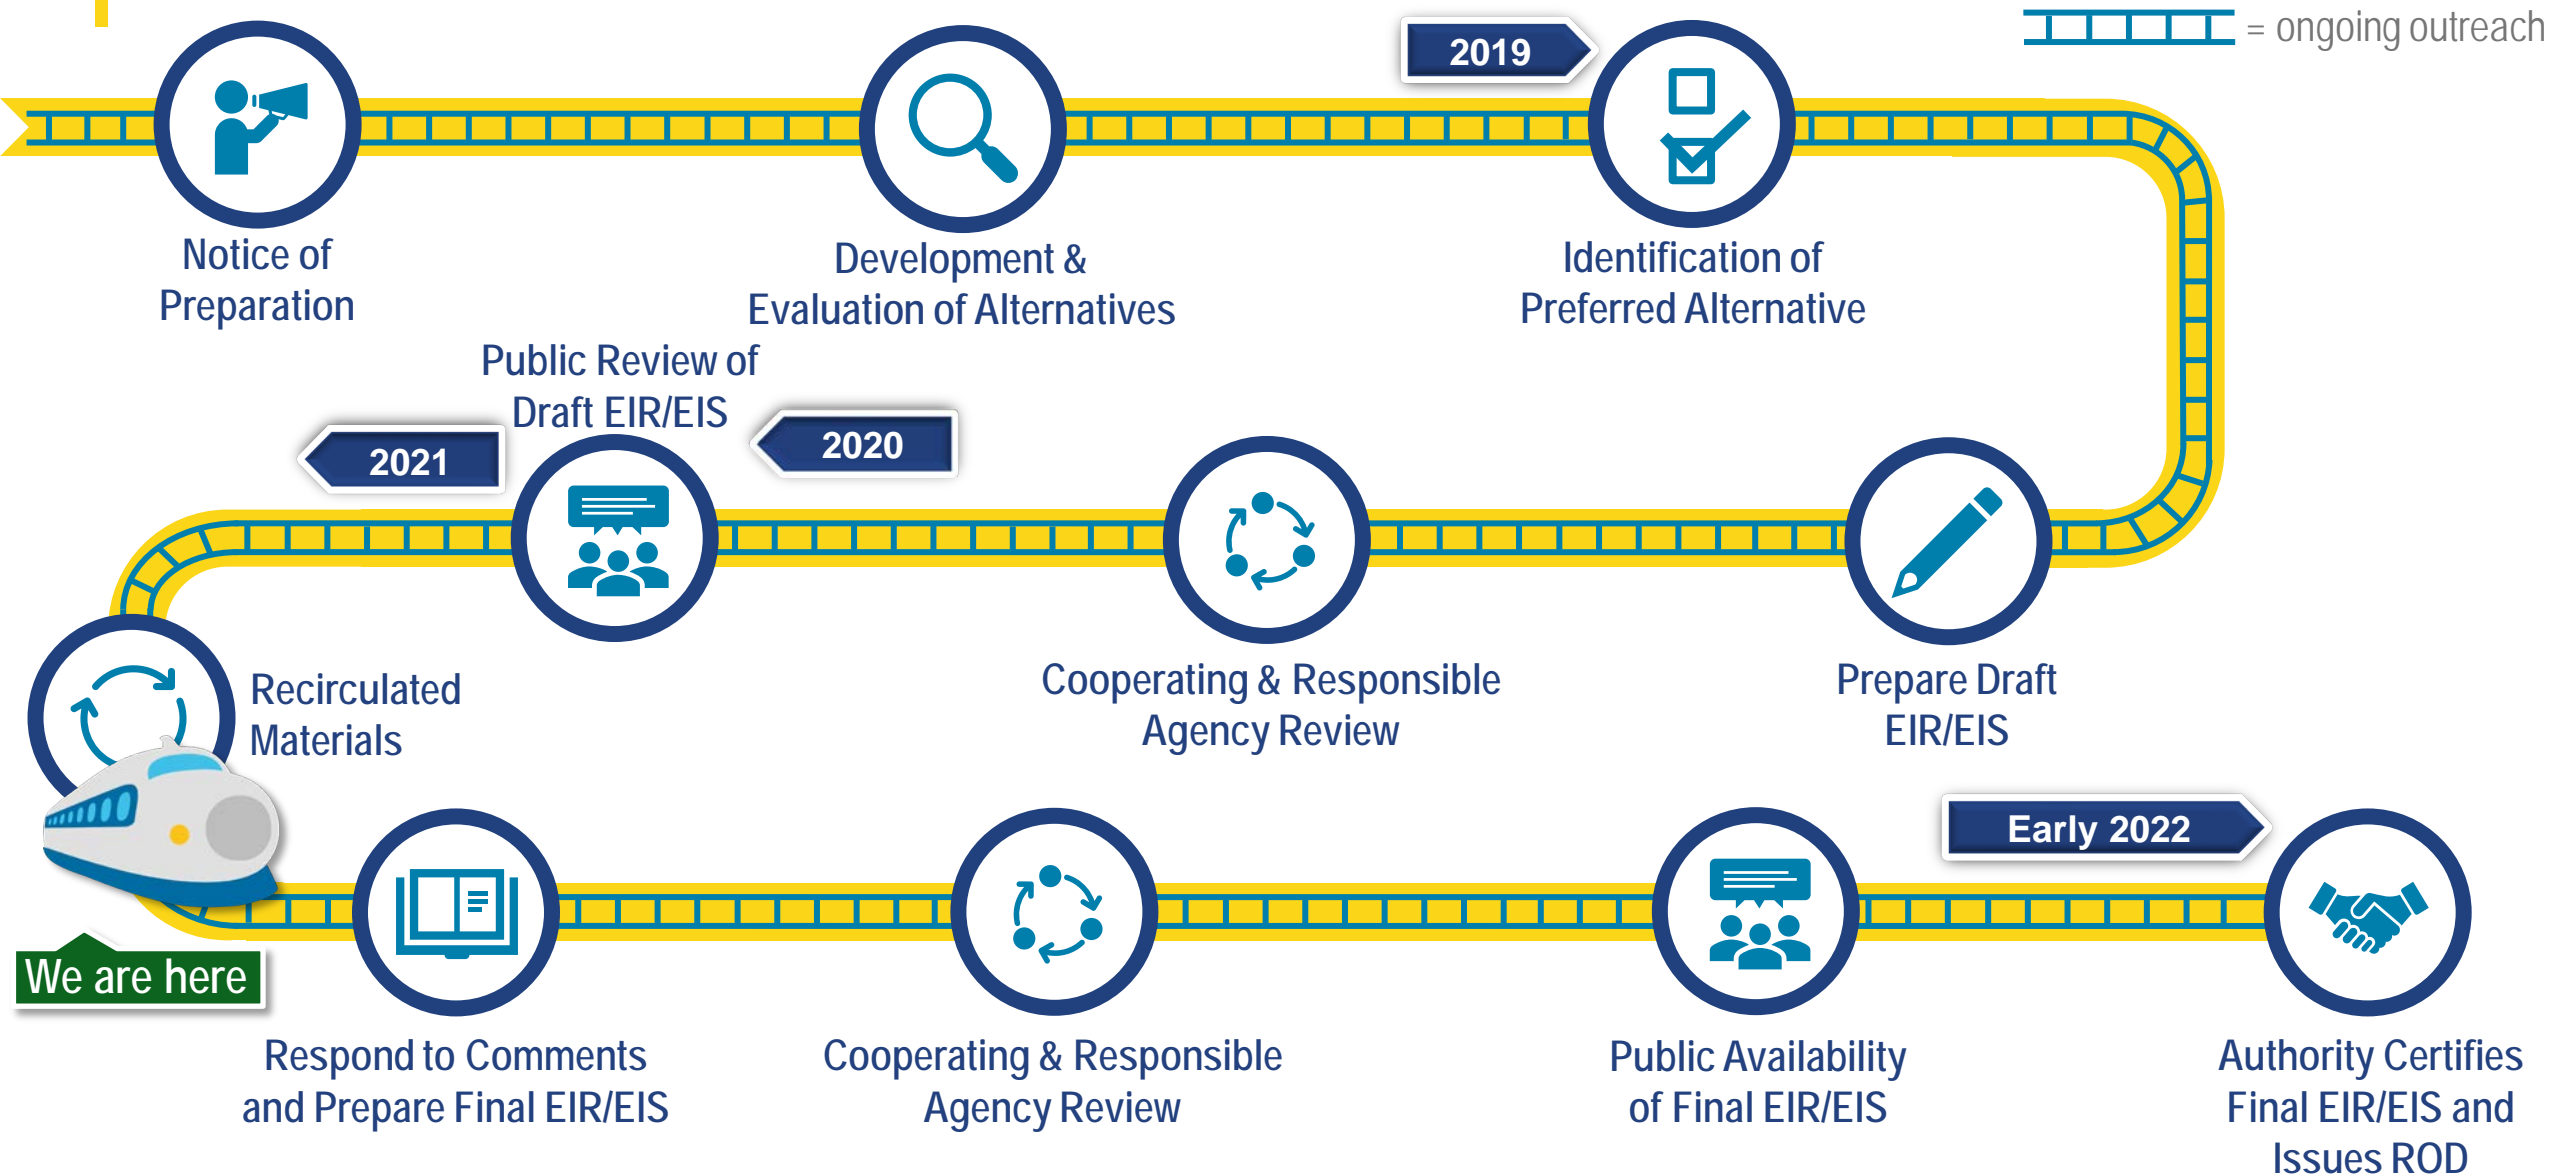 = ongoing outreach
2019
Notice of
Preparation
Development &
Evaluation of Alternatives
Identification of
Preferred Alternative
Public Review of
Draft EIR/EIS
2021
2020
Recirculated
Materials
Cooperating & Responsible
Agency Review
Prepare Draft
EIR/EIS
Early 2022
We are here
Respond to Comments
and Prepare Final EIR/EIS
Cooperating & Responsible
Agency Review
Public Availability
of Final EIR/EIS
Authority Certifies
Final EIR/EIS and
Issues ROD